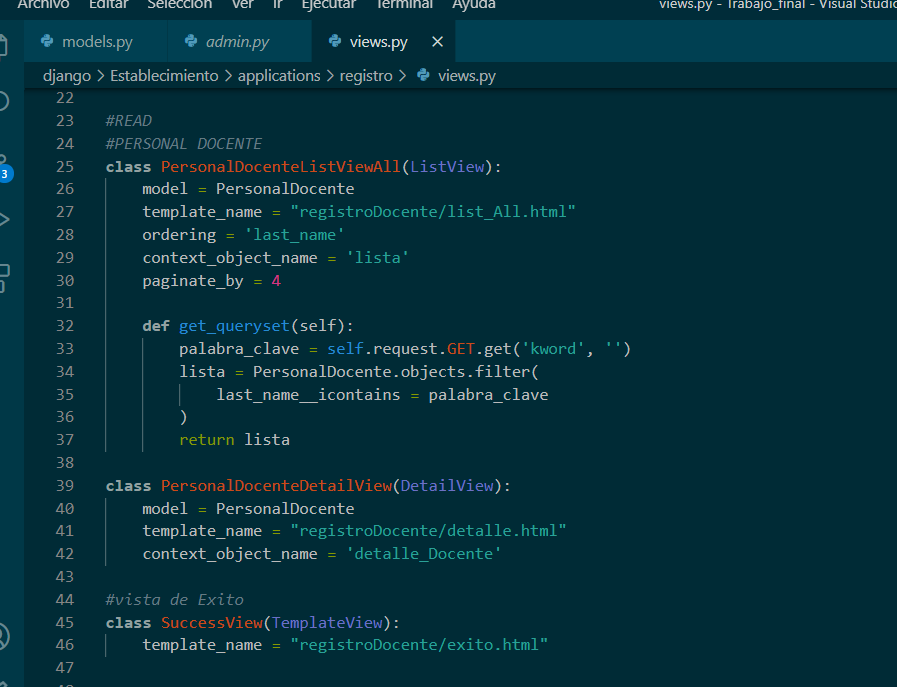 Archivo Editar Selección Ver Ir Ejecutar Terminal Ayuda views.py - Trabajo_final - Visual Studio
models.py admin.py views.py
django > Establecimiento > applications > registro > views.py
3
22
23 #READ
24 #PERSONAL DOCENTE
25 class PersonalDocenteListViewAll(ListView):
26 model = PersonalDocente
27 template_name = "registroDocente/list_All.html"
28 ordering = 'last_name'
29 context_object_name = 'lista'
30 paginate_by = 4
31
32 def get_queryset(self):
33 palabra_clave = self.request.GET.get('kword', '')
34 lista = PersonalDocente.objects.filter(
35 last_name__icontains = palabra_clave
36 )
37 return lista
38
39 class PersonalDocenteDetailView(DetailView):
40 model = PersonalDocente
41 template_name = "registroDocente/detalle.html"
42 context_object_name = 'detalle_Docente'
43
44 #vista de Exito
45 class SuccessView(TemplateView):
46 template_name = "registroDocente/exito.html"
47